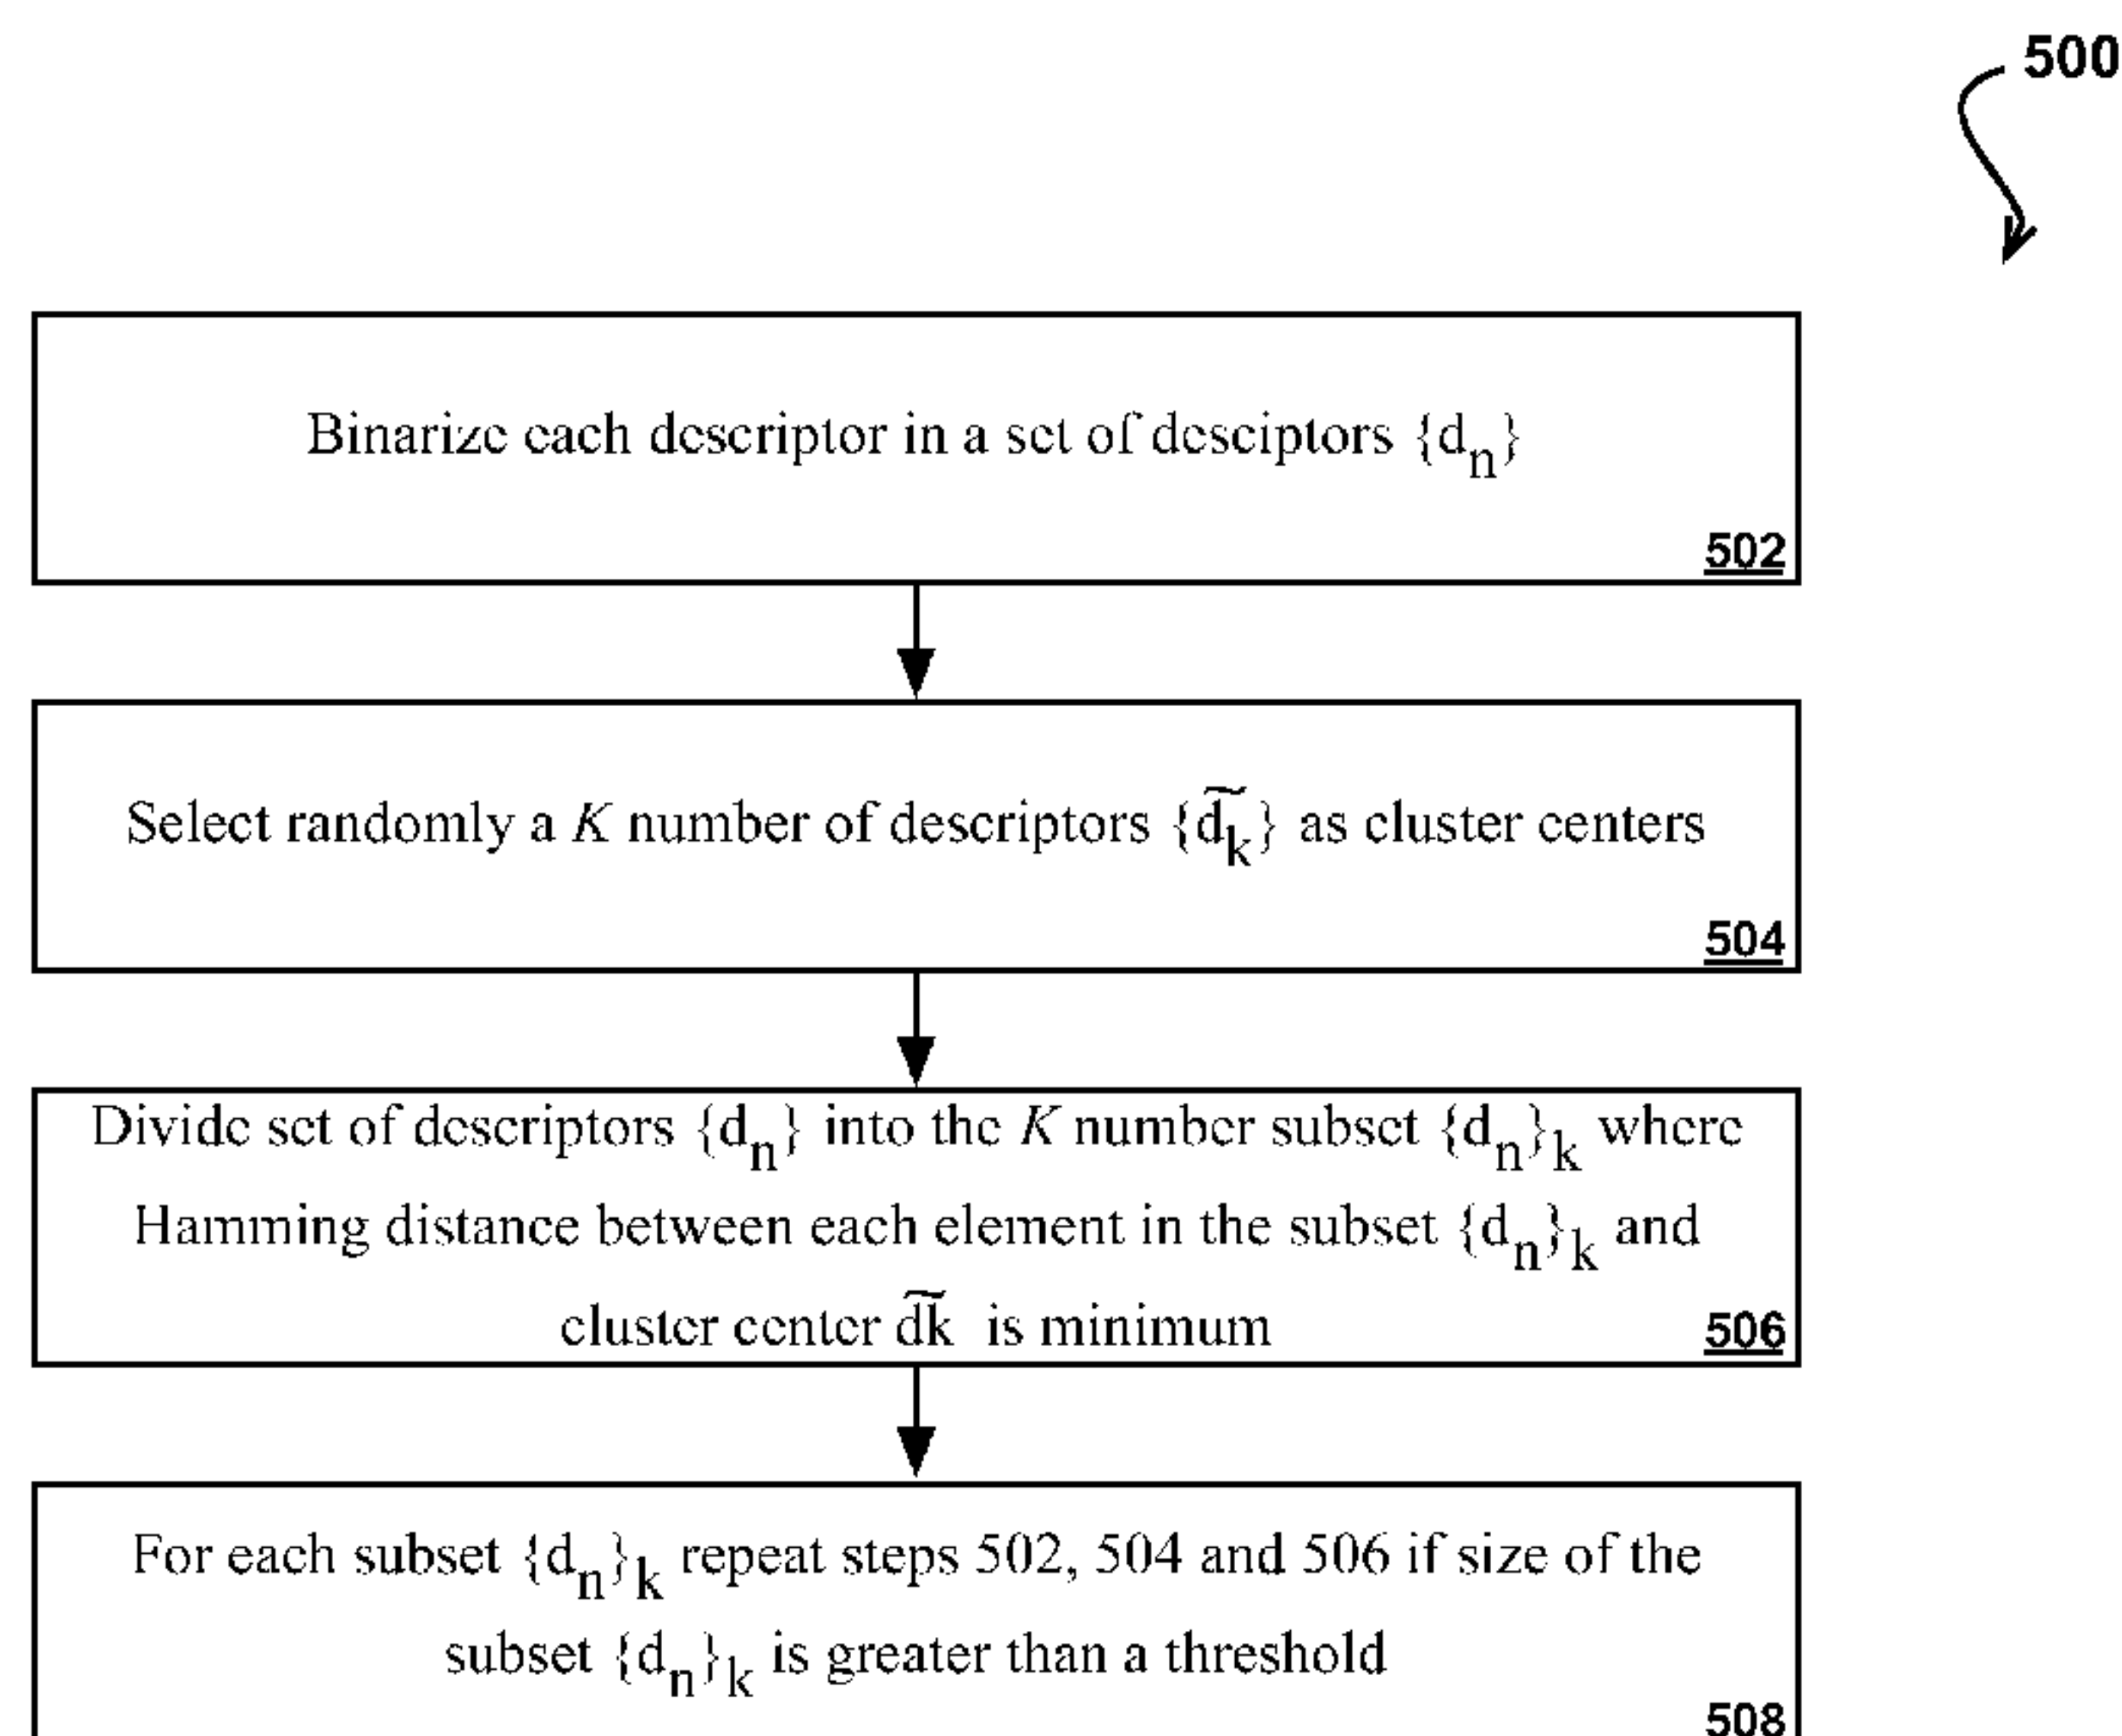 500
Binarize each descriptor in a set of desciptors {dn}
502
Select randomly a K number of descriptors {d̃k} as cluster centers
504
Divide set of descriptors {dn} into the K number subset {dn}k where
Hamming distance between each element in the subset {dn}k and
cluster center d͠k is minimum
506
For each subset {dn}k repeat steps 502, 504 and 506 if size of the
subset {dn}k is greater than a threshold
508